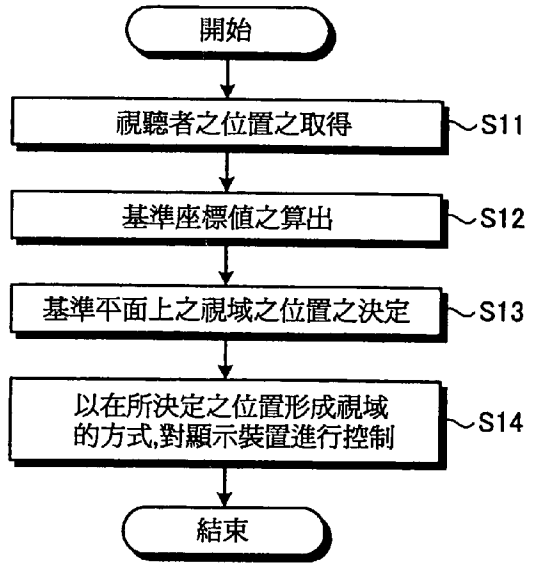 開始
視聽者之位置之取得
S11
基準座標值之算出
S12
基準平面上之視域之位置之決定
S13
以在所決定之位置形成視域
的方式,對顯示裝置進行控制
S14
結束